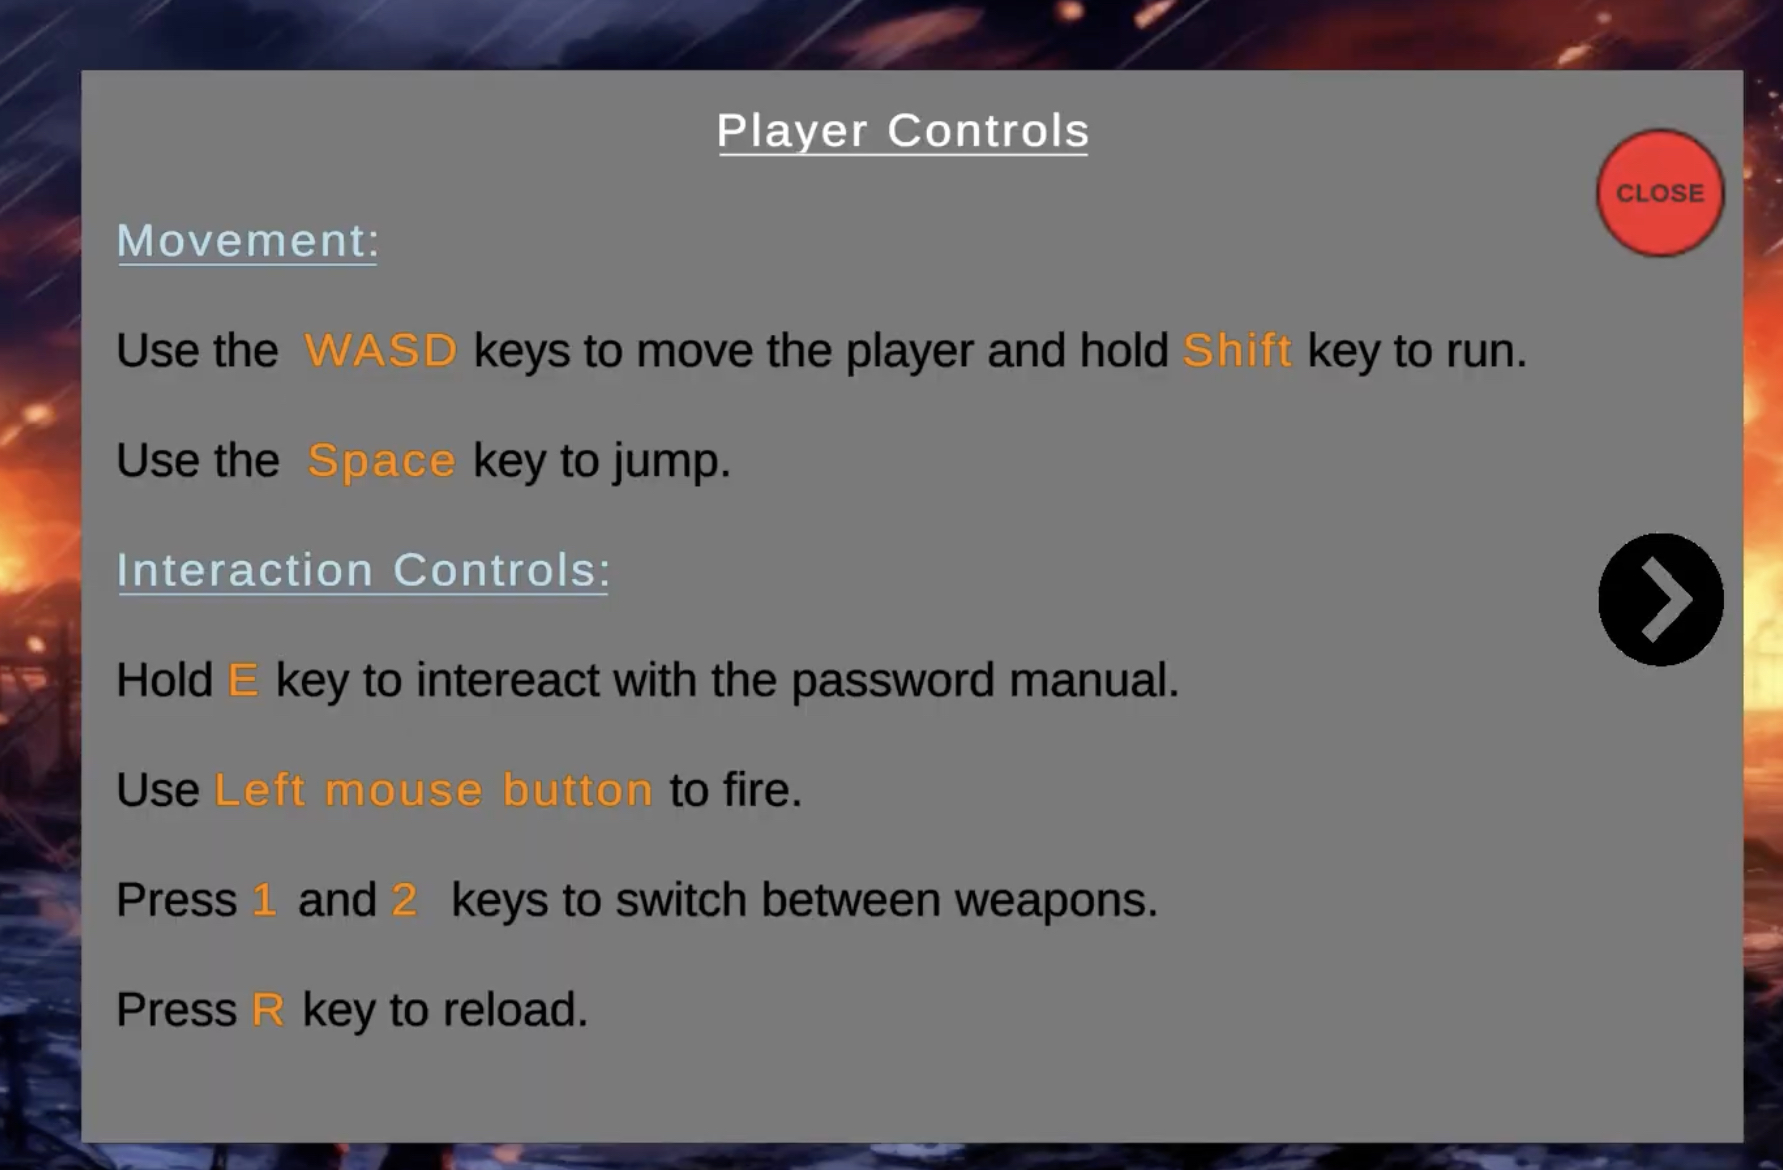 Player Controls
CLOSE
Movement:
Use the WASD keys to move the player and hold Shift key to run.
Use the Space key to jump.
Interaction Controls:
Hold E key to intereact with the password manual.
Use Left mouse button to fire.
Press 1 and 2 keys to switch between weapons.
Press R key to reload.